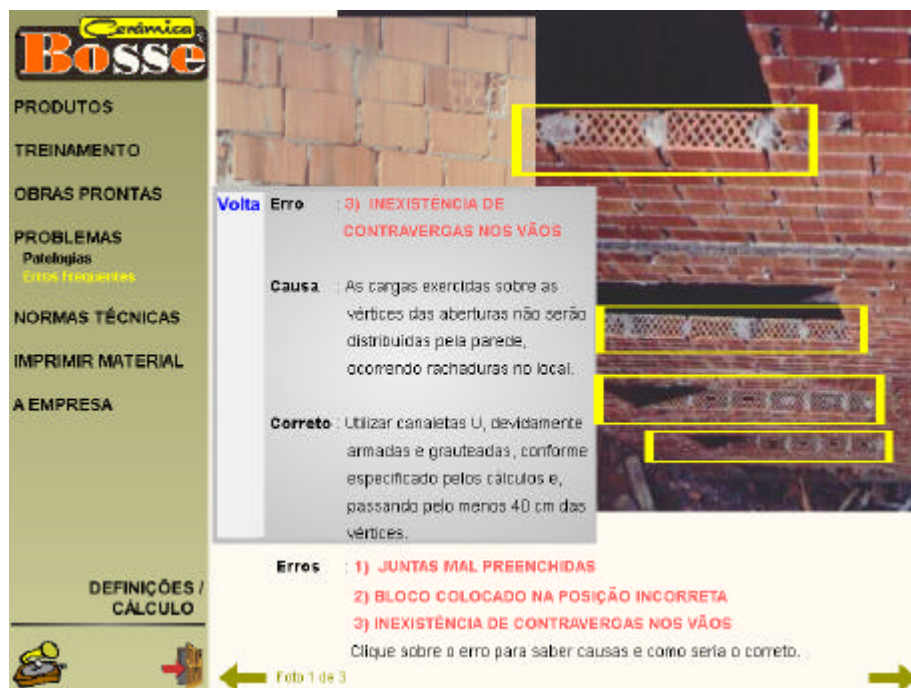 Cerâmica
Bosse
PRODUTOS
TREINAMENTO
OBRAS PRONTAS
PROBLEMAS
Patologias
Erros frequentes
NORMAS TÉCNICAS
IMPRIMIR MATERIAL
A EMPRESA
DEFINIÇÕES /
CÁLCULO
Volta
Erro : 3) INEXISTÊNCIA DE
CONTRAVERGAS NOS VÃOS
Causa : As cargas exercidas sobre as
vértices das aberturas não serão
distribuídas pela parede,
ocorrendo rachaduras no local.
Correto : Utilizar canaletas U, devidamente
armadas e grauteadas, conforme
especificado pelos cálculos e,
passando pelo menos 40 cm das
vértices.
Erros : 1) JUNTAS MAL PREENCHIDAS
2) BLOCO COLOCADO NA POSIÇÃO INCORRETA
3) INEXISTÊNCIA DE CONTRAVERGAS NOS VÃOS
Clique sobre o erro para saber causas e como seria o correto.
Foto 1 de 3